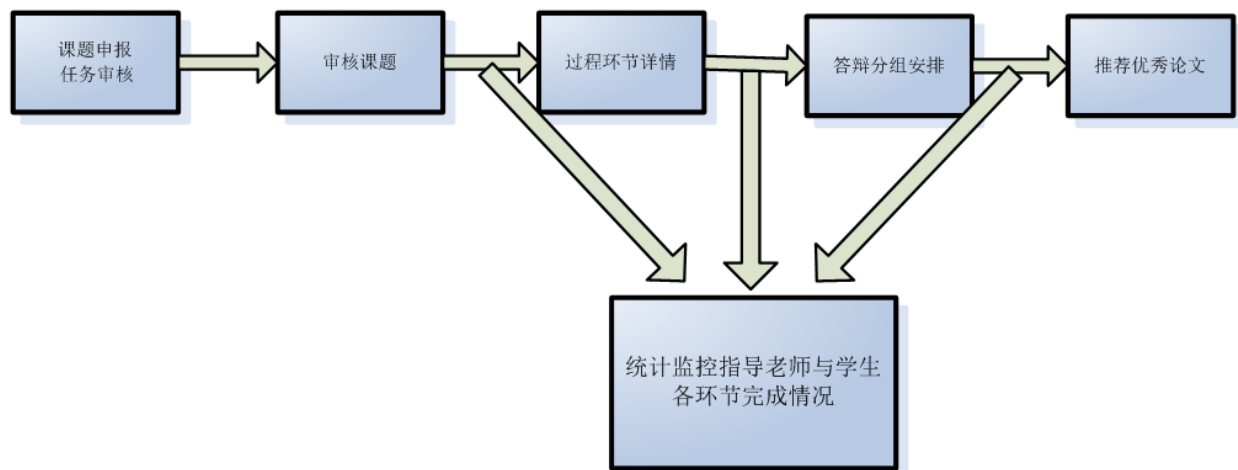 课题申报
任务审核
审核课题
过程环节详情
答辩分组安排
推荐优秀论文
统计监控指导老师与学生
各环节完成情况